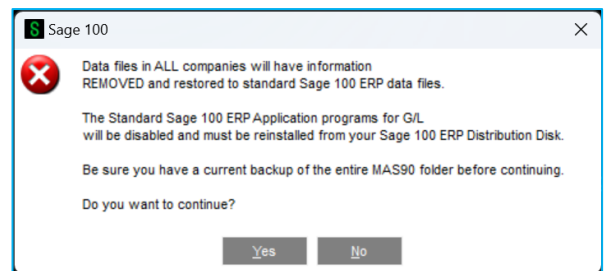 S Sage 100
Data files in ALL companies will have information
REMOVED and restored to standard Sage 100 ERP data files.
The Standard Sage 100 ERP Application programs for G/L
will be disabled and must be reinstalled from your Sage 100 ERP Distribution Disk.
Be sure you have a current backup of the entire MAS90 folder before continuing.
Do you want to continue?
Yes No